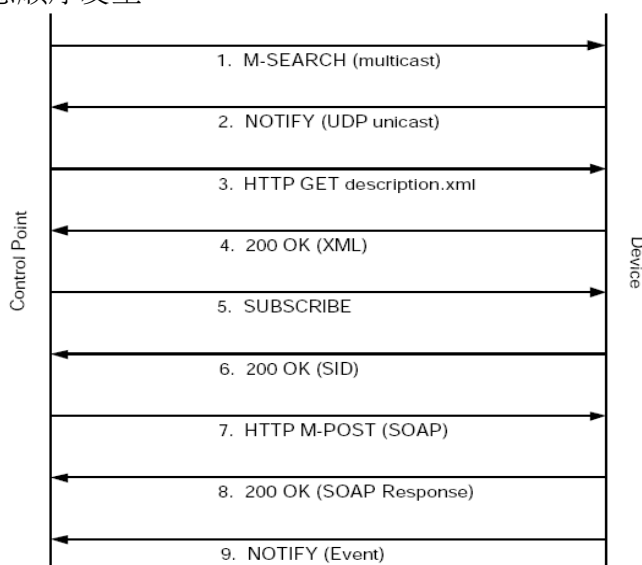 1. M-SEARCH (multicast)
2. NOTIFY (UDP unicast)
3. HTTP GET description.xml
4. 200 OK (XML)
5. SUBSCRIBE
6. 200 OK (SID)
7. HTTP M-POST (SOAP)
8. 200 OK (SOAP Response)
9. NOTIFY (Event)
Control Point
Device